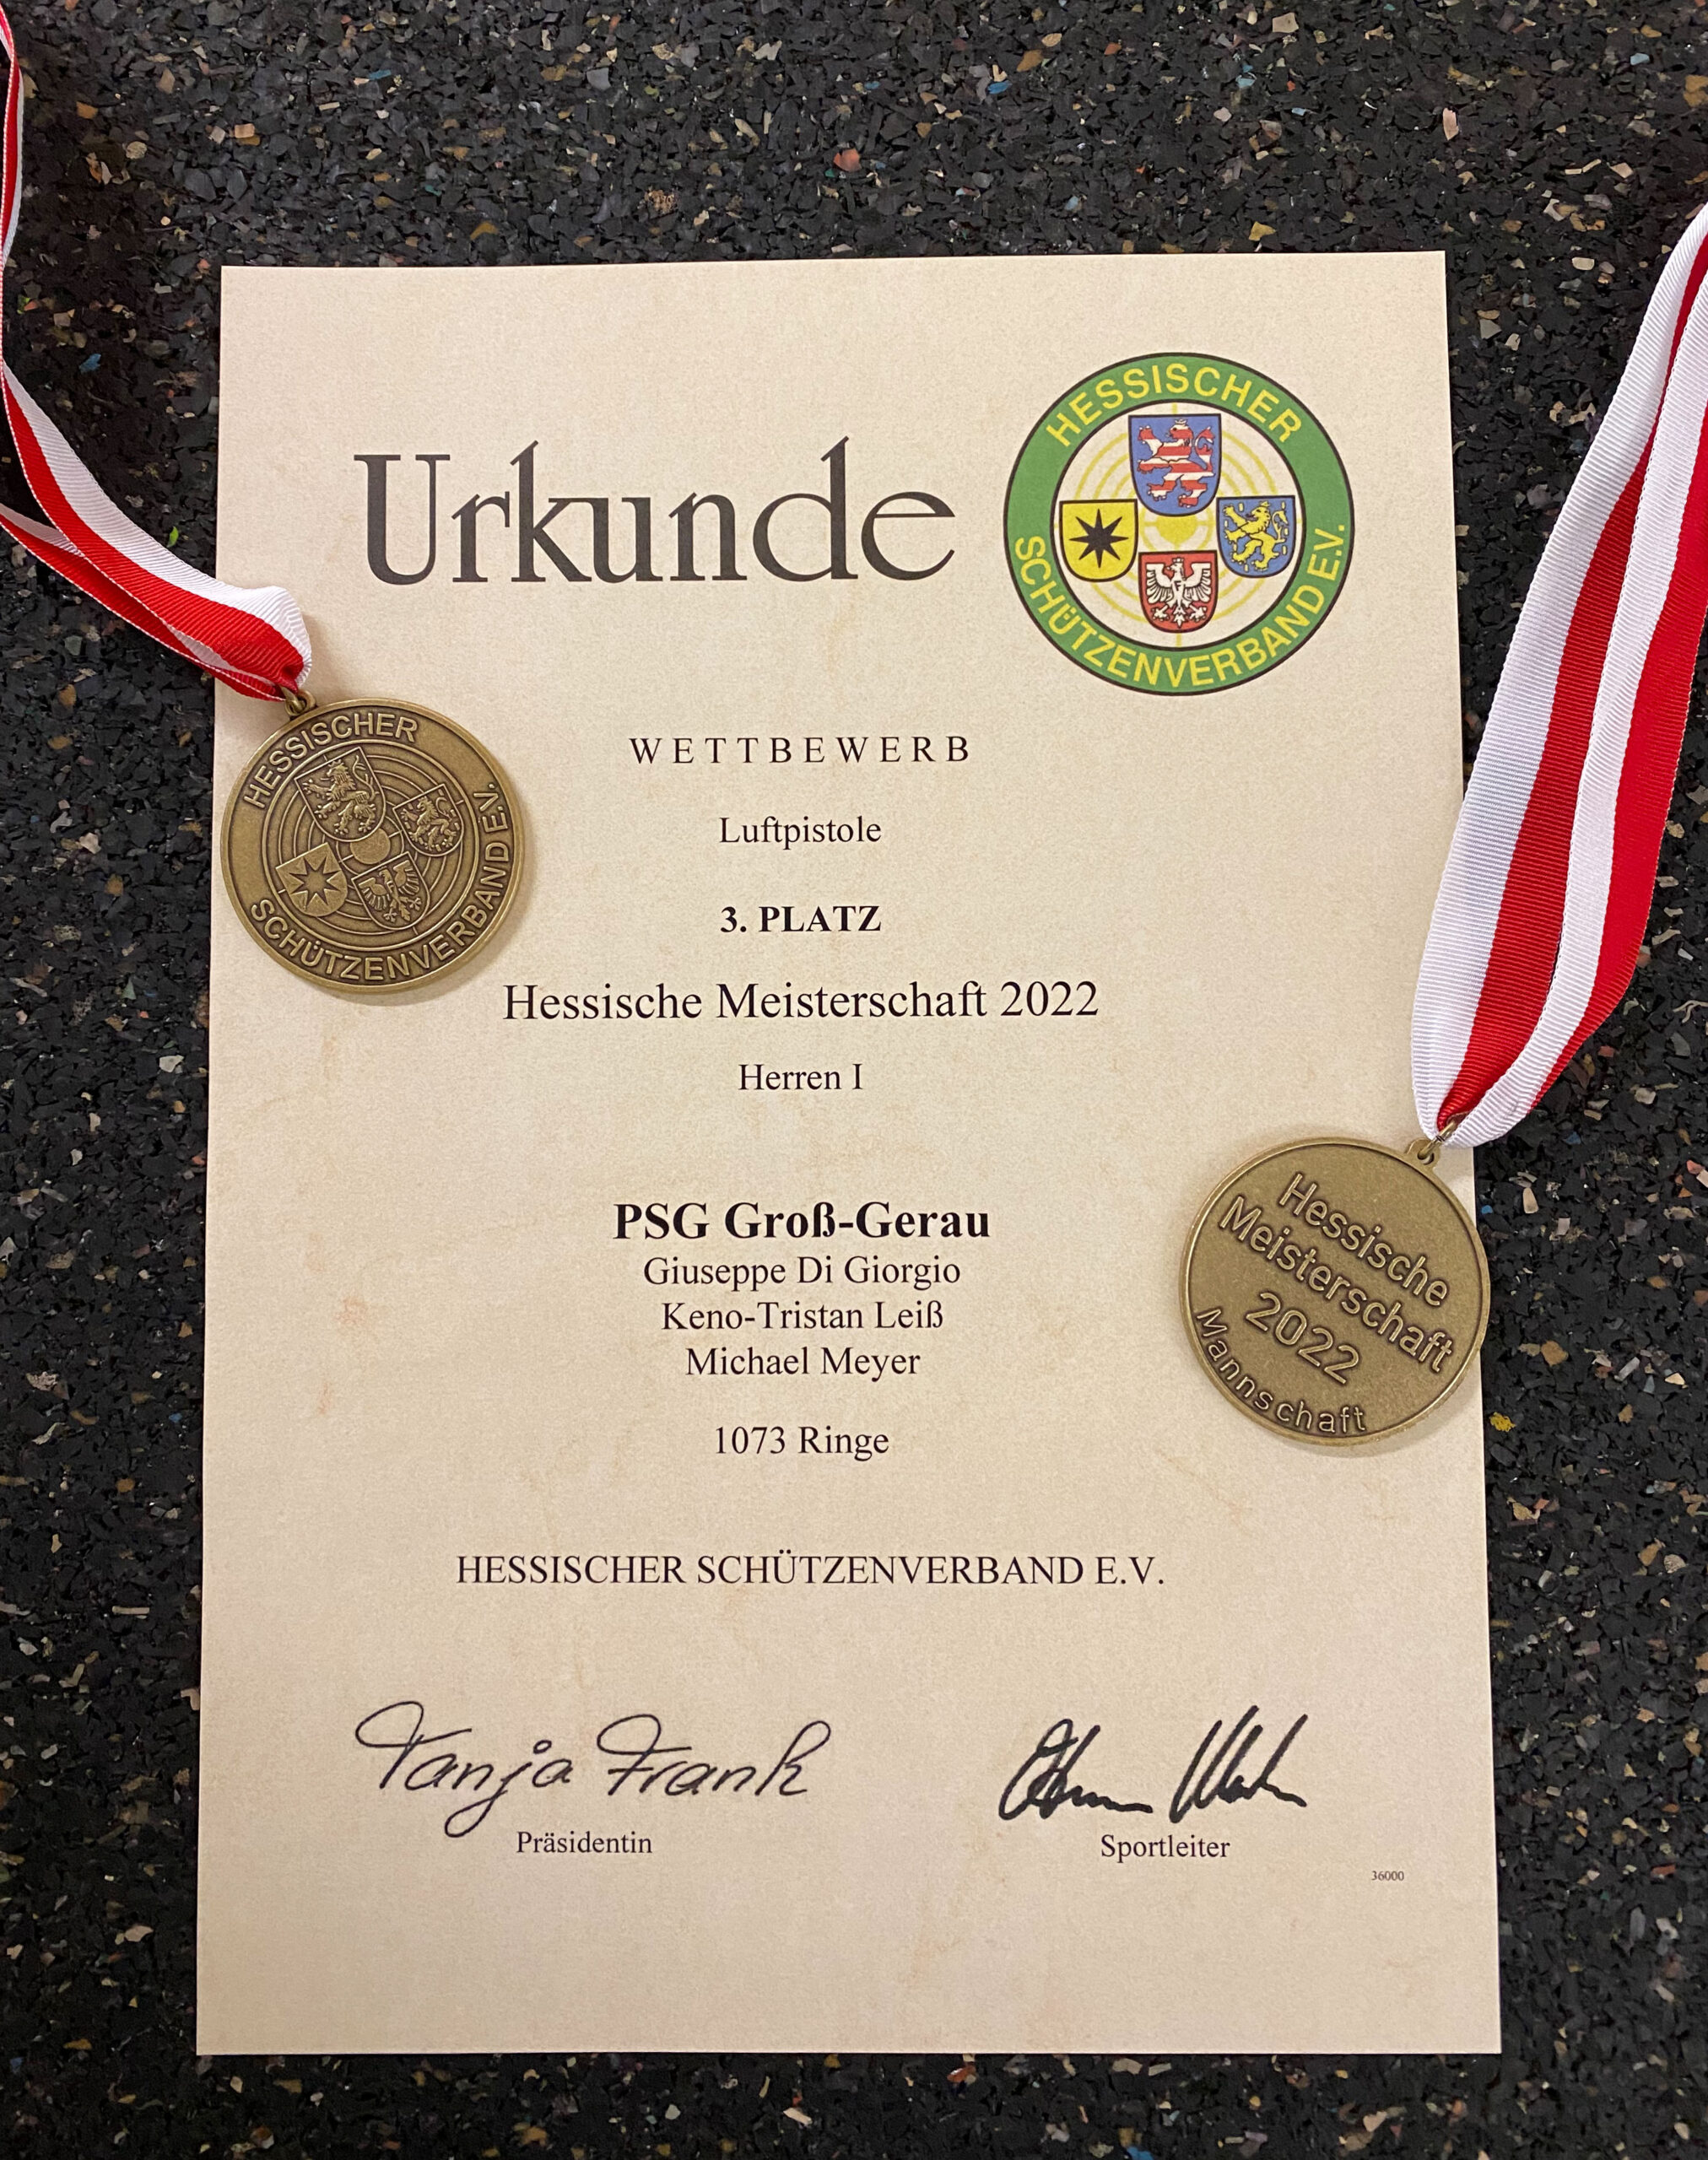 Urkunde
HESSISCHER
SCHÜTZENVERBAND E.V.
HESSISCHER
SCHÜTZENVERBAND E.V.
WETTBEWERB
Luftpistole
3. PLATZ
Hessische Meisterschaft 2022
Herren I
PSG Groß-Gerau
Giuseppe Di Giorgio
Keno-Tristan Leiß
Michael Meyer
1073 Ringe
Hessische
Meisterschaft
2022
Mannschaft
HESSISCHER SCHÜTZENVERBAND E.V.
Tanja Frank
Präsidentin
Sportleiter
36000